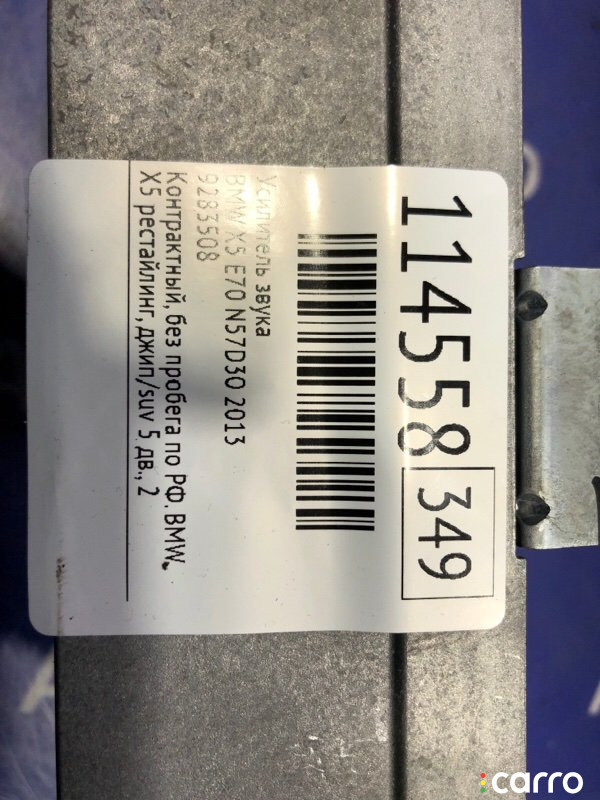 114558 349
Усилитель звука
BMW X5 E70 N57D30 2013
9283508
Контрактный, без пробега по РФ. BMW,
X5 рестайлинг, джип/suv 5 дв., 2
icarro